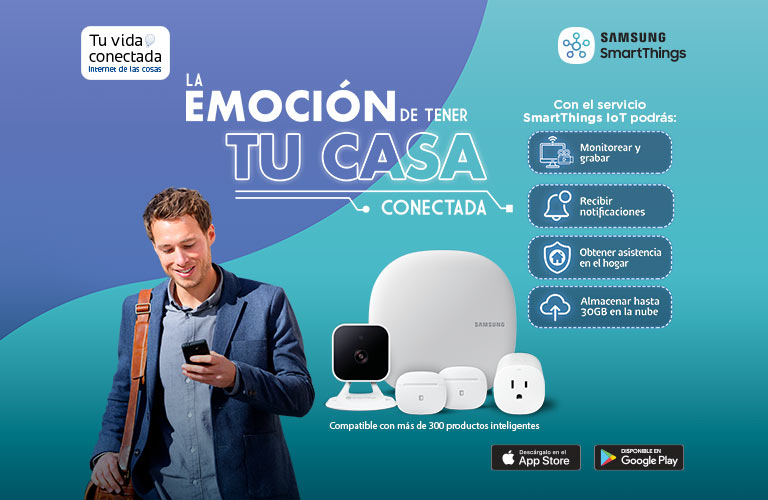 Tu vida
conectada
Internet de las cosas
SAMSUNG
SmartThings
LA
EMOCIÓN DE TENER
TU CASA
CONECTADA
Con el servicio
SmartThings IoT podrás:
Monitorear y
grabar
Recibir
notificaciones
Obtener asistencia
en el hogar
Almacenar hasta
30GB en la nube
SAMSUNG
Compatible con más de 300 productos inteligentes
Descárgalo en el
App Store
DISPONIBLE EN
Google Play